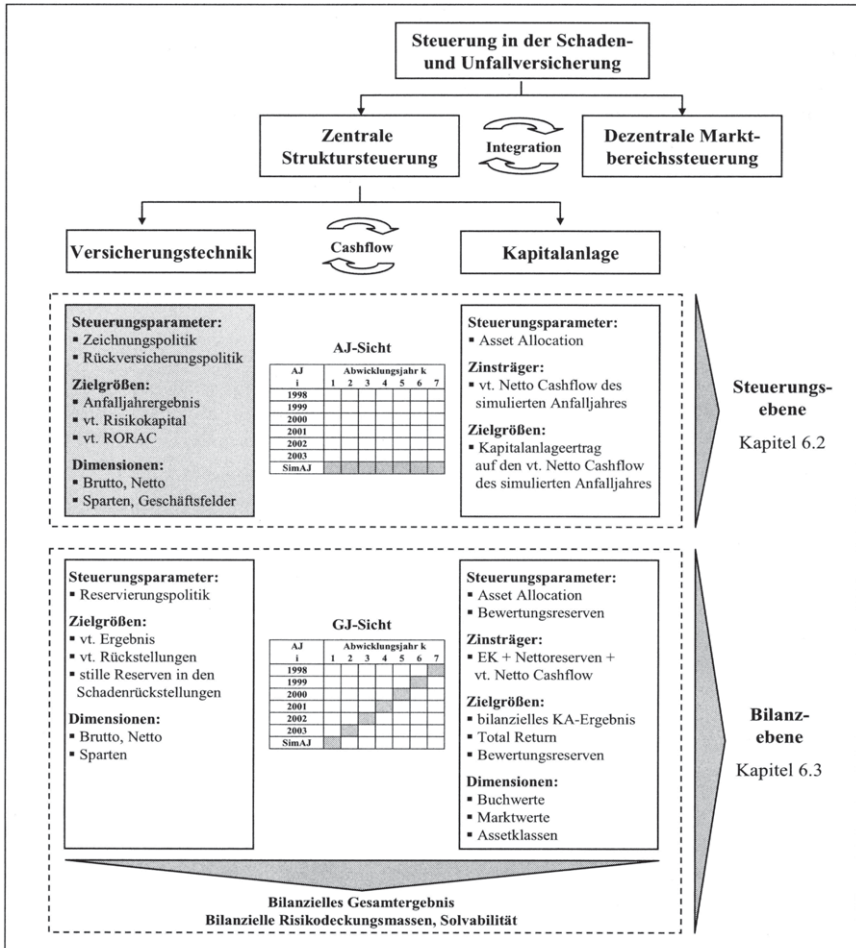 Steuerung in der Schaden-
und Unfallversicherung
Zentrale
Struktursteuerung
Integration
Dezentrale Markt-
bereichssteuerung
Versicherungstechnik
Cashflow
Kapitalanlage
Steuerungsparameter:
▪ Zeichnungspolitik
▪ Rückversicherungspolitik
Zielgrößen:
▪ Anfalljahrergebnis
▪ vt. Risikokapital
▪ vt. RORAC
Dimensionen:
▪ Brutto, Netto
▪ Sparten, Geschäftsfelder
AJ-Sicht
AJ Abwicklungsjahr k
i 1 2 3 4 5 6 7
1998
1999
2000
2001
2002
2003
SimAJ
Steuerungsparameter:
▪ Asset Allocation
Zinsträger:
▪ vt. Netto Cashflow des
simulierten Anfalljahres
Zielgrößen:
▪ Kapitalanlageertrag
auf den vt. Netto Cashflow
des simulierten Anfalljahres
Steuerungs-
ebene
Kapitel 6.2
Steuerungsparameter:
▪ Reservierungspolitik
Zielgrößen:
▪ vt. Ergebnis
▪ vt. Rückstellungen
▪ stille Reserven in den
Schadenrückstellungen
Dimensionen:
▪ Brutto, Netto
▪ Sparten
GJ-Sicht
AJ Abwicklungsjahr k
i 1 2 3 4 5 6 7
1998
1999
2000
2001
2002
2003
SimAJ
Steuerungsparameter:
▪ Asset Allocation
▪ Bewertungsreserven
Zinsträger:
▪ EK + Nettoreserven +
vt. Netto Cashflow
Zielgrößen:
▪ bilanzielles KA-Ergebnis
▪ Total Return
▪ Bewertungsreserven
Dimensionen:
▪ Buchwerte
▪ Marktwerte
▪ Assetklassen
Bilanz-
ebene
Kapitel 6.3
Bilanzielles Gesamtergebnis
Bilanzielle Risikodeckungsmassen, Solvabilität